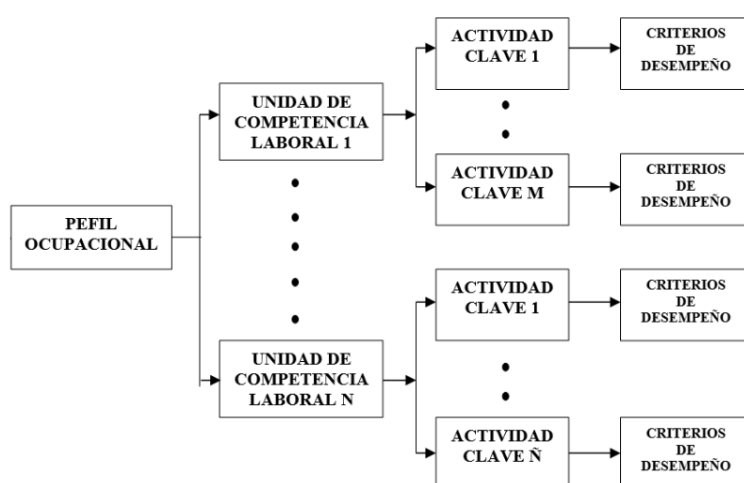 PEFIL
OCUPACIONAL
UNIDAD DE
COMPETENCIA
LABORAL 1
ACTIVIDAD
CLAVE 1
CRITERIOS
DE
DESEMPEÑO
ACTIVIDAD
CLAVE M
CRITERIOS
DE
DESEMPEÑO
UNIDAD DE
COMPETENCIA
LABORAL N
ACTIVIDAD
CLAVE 1
CRITERIOS
DE
DESEMPEÑO
ACTIVIDAD
CLAVE Ñ
CRITERIOS
DE
DESEMPEÑO